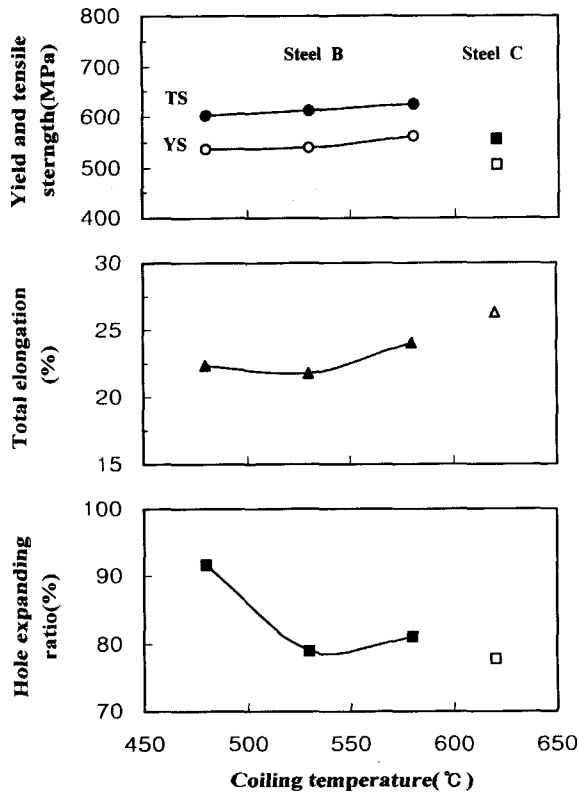 Yield and tensile
sterngth(MPa)
800
700
600
500
400
Steel B
Steel C
TS
YS
Total elongation
(%)
30
25
22
15
Hole expanding
ratio(%)
100
90
80
70
450
500
550
600
650
Coiling temperature(℃)